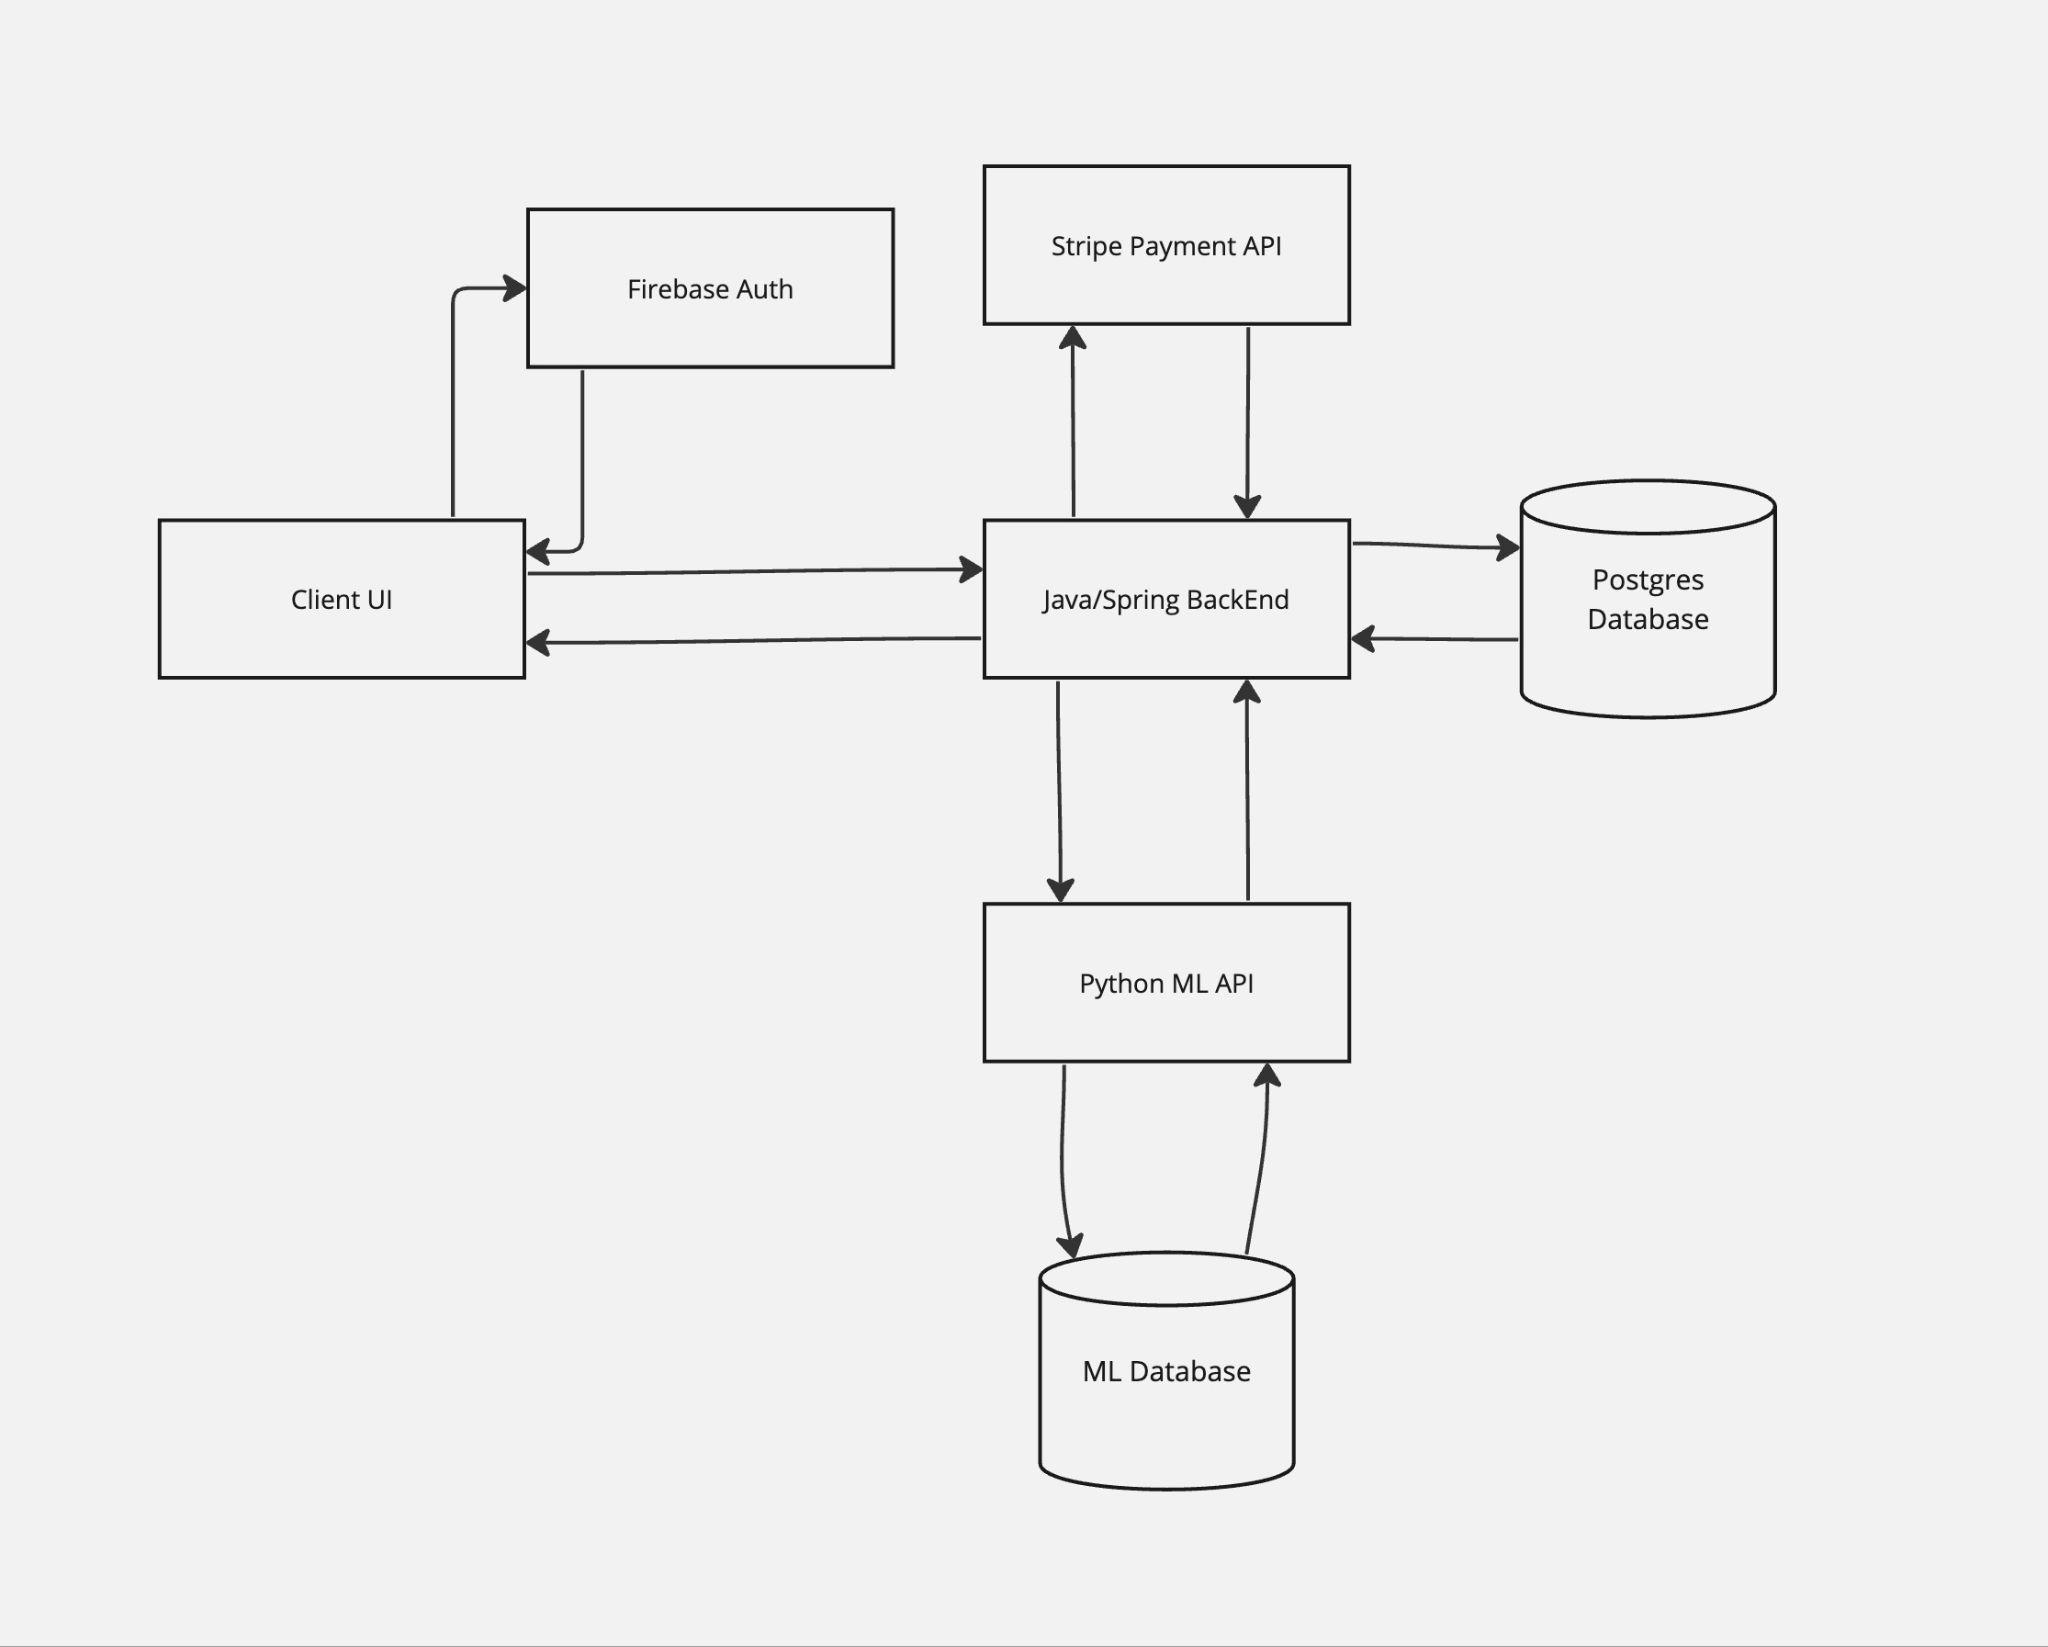 Stripe Payment API
Firebase Auth
Client UI
Java/Spring BackEnd
Postgres
Database
Python ML API
ML Database